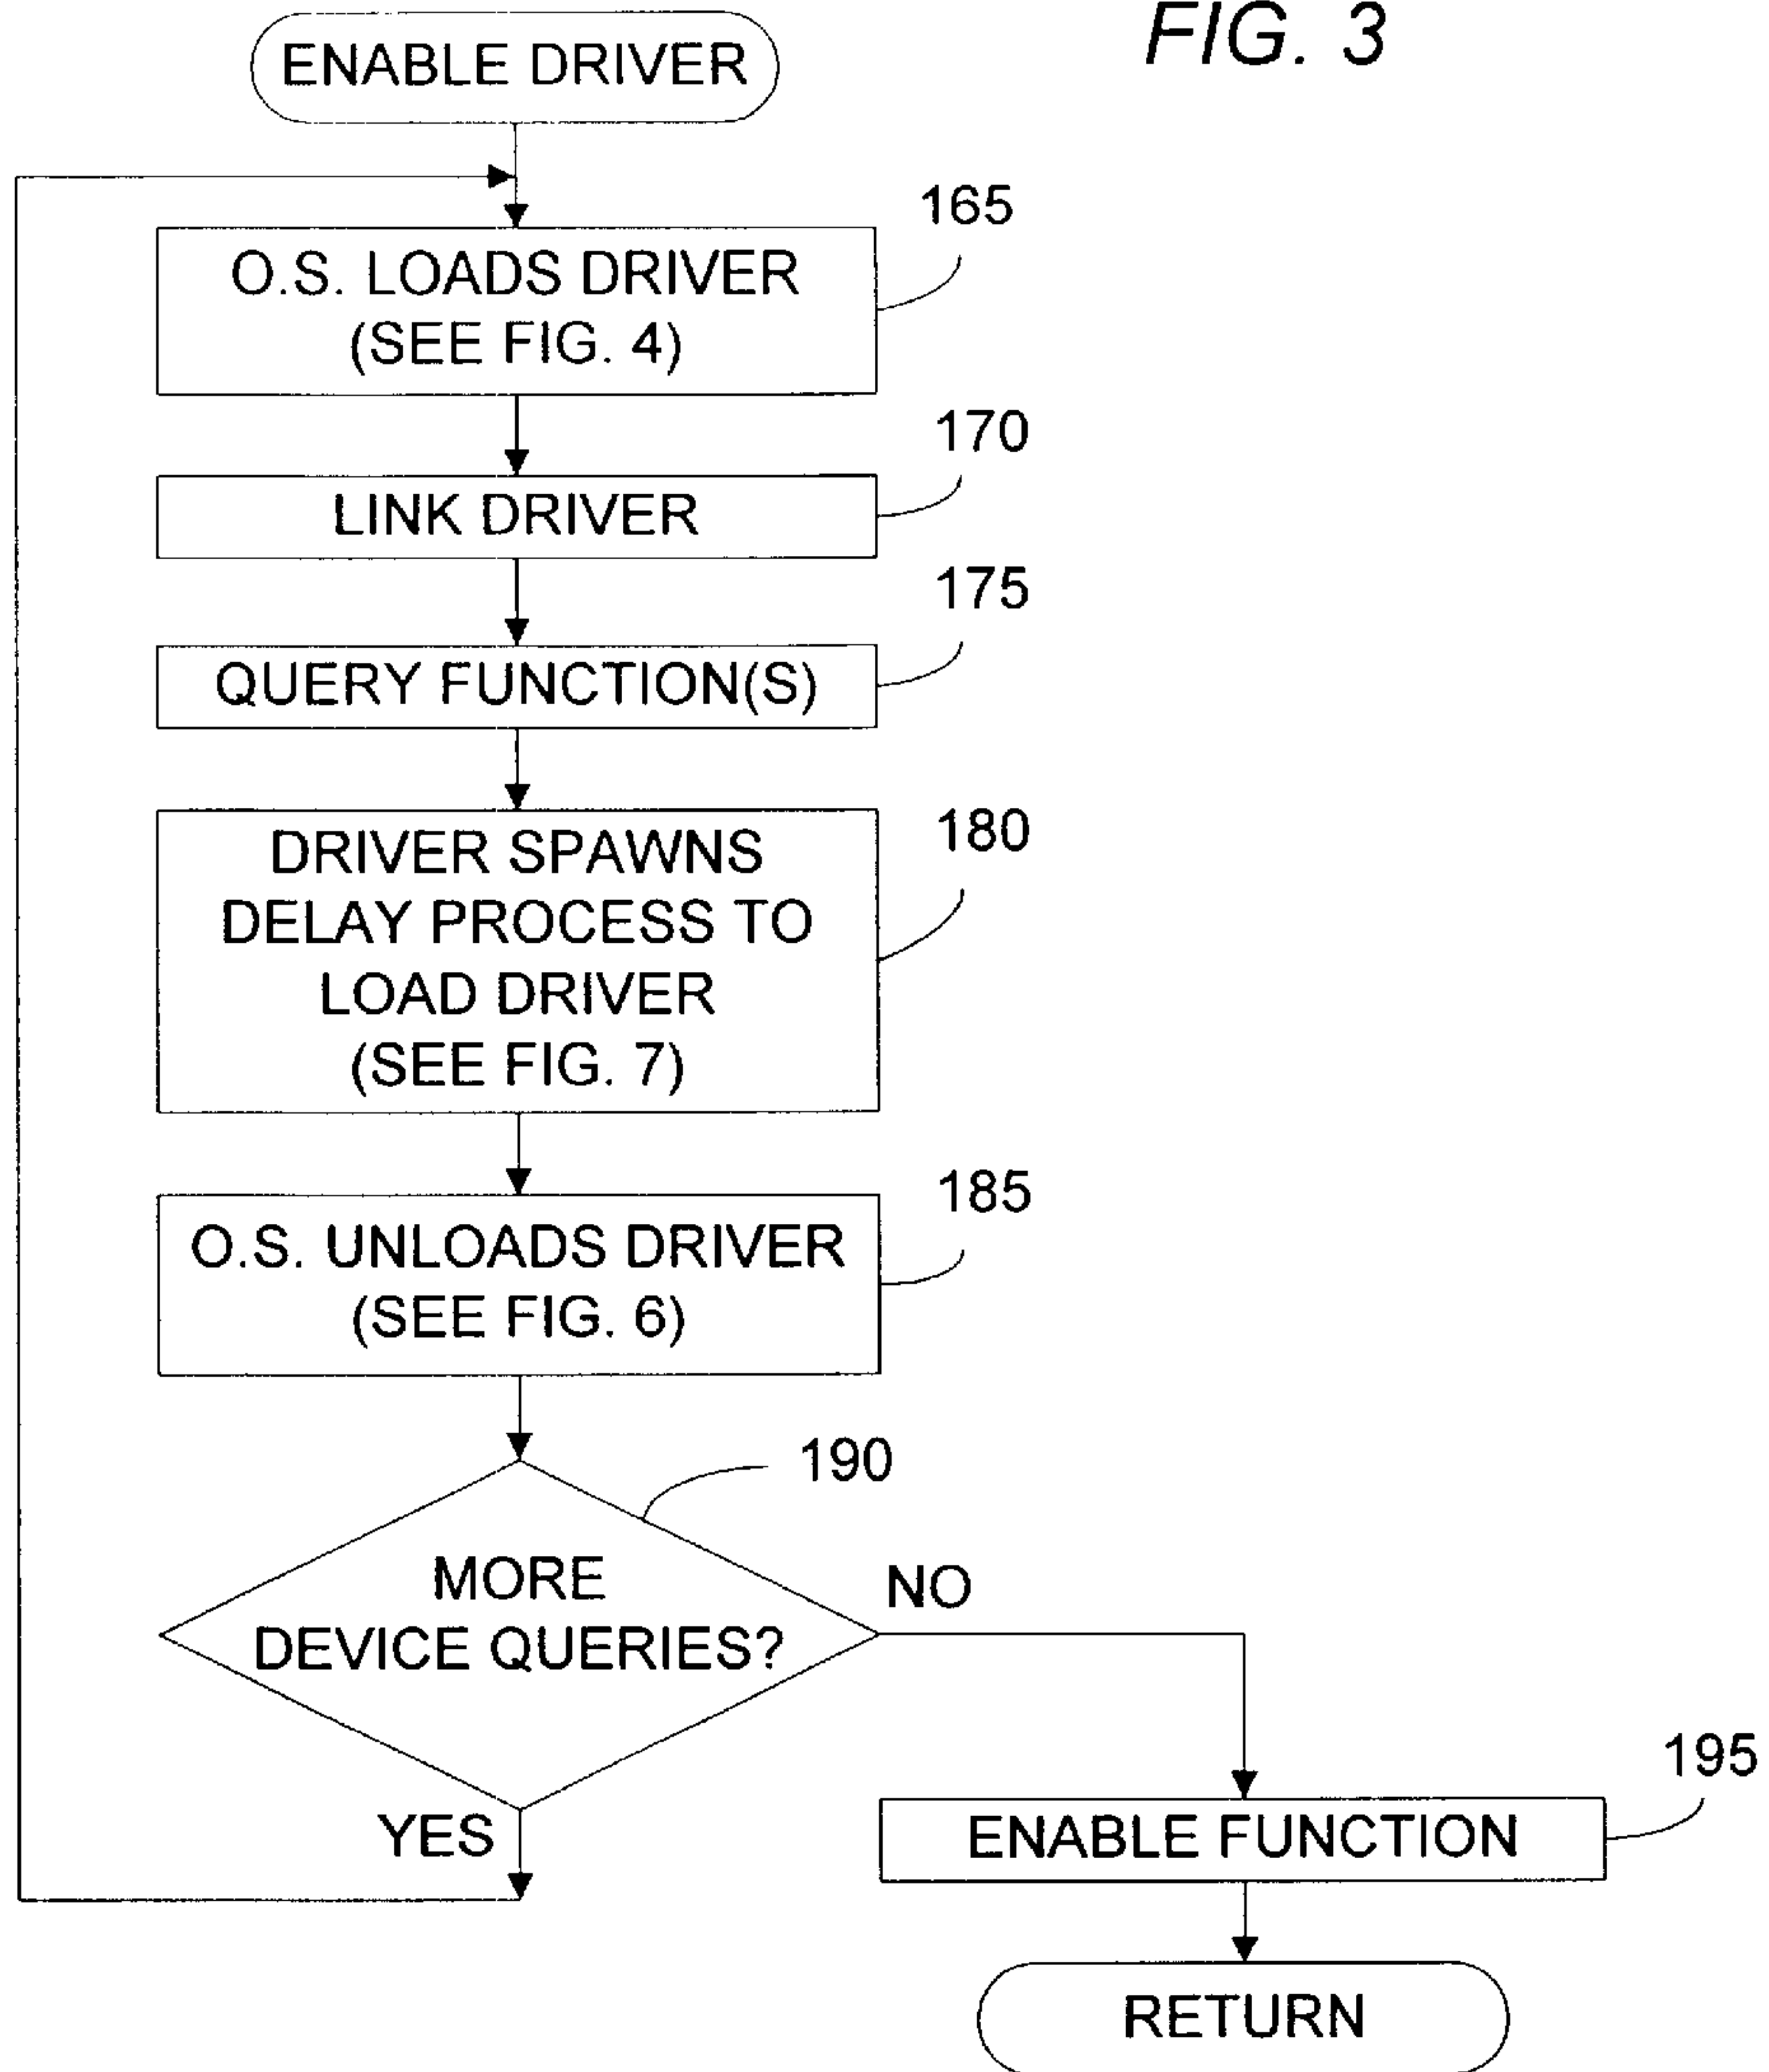 FIG. 3
ENABLE DRIVER
165
O.S. LOADS DRIVER
(SEE FIG. 4)
170
LINK DRIVER
175
QUERY FUNCTION(S)
180
DRIVER SPAWNS
DELAY PROCESS TO
LOAD DRIVER
(SEE FIG. 7)
185
O.S. UNLOADS DRIVER
(SEE FIG. 6)
190
MORE
DEVICE QUERIES?
NO
YES
195
ENABLE FUNCTION
RETURN